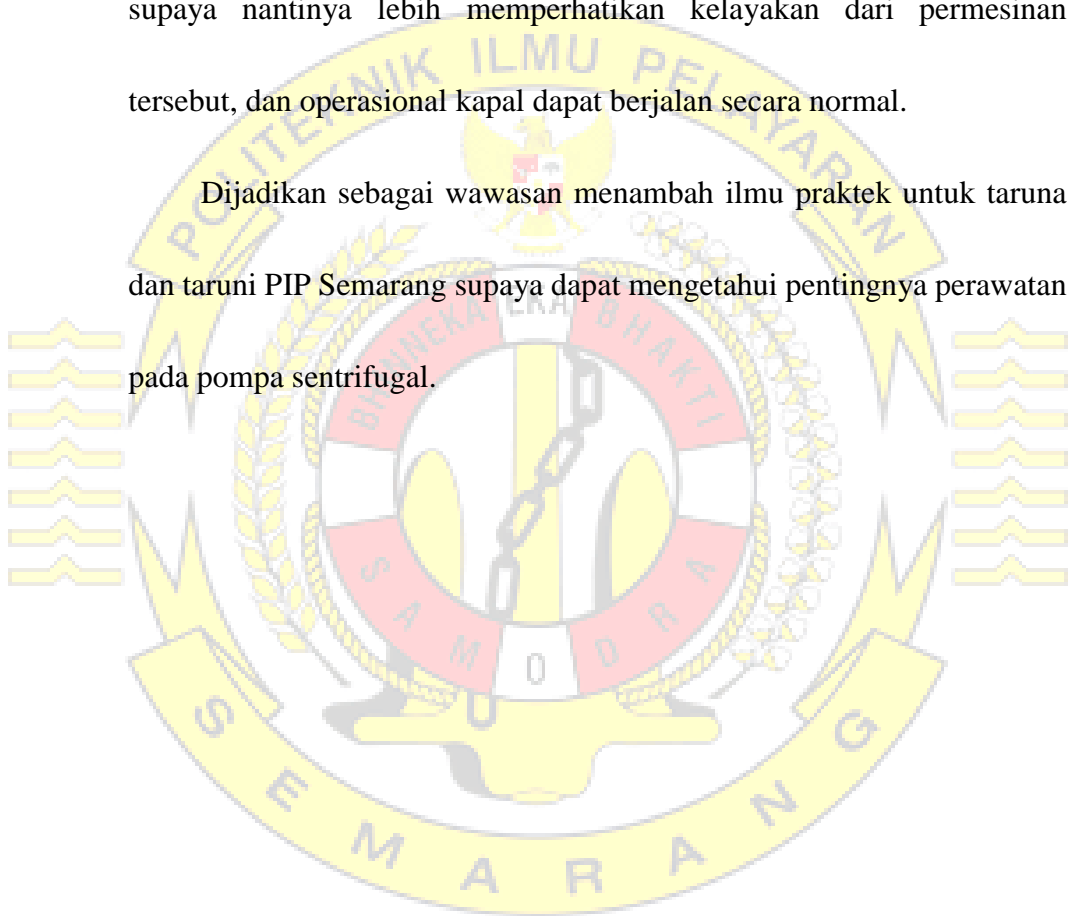 supaya nantinya lebih memperhatikan kelayakan dari permesinan
tersebut, dan operasional kapal dapat berjalan secara normal.
Dijadikan sebagai wawasan menambah ilmu praktek untuk taruna
dan taruni PIP Semarang supaya dapat mengetahui pentingnya perawatan
pada pompa sentrifugal.
POLITEKNIK ILMU PELAYARAN
BHINNEKA EKA BHAKTI
SAMODRA
SEMARANG